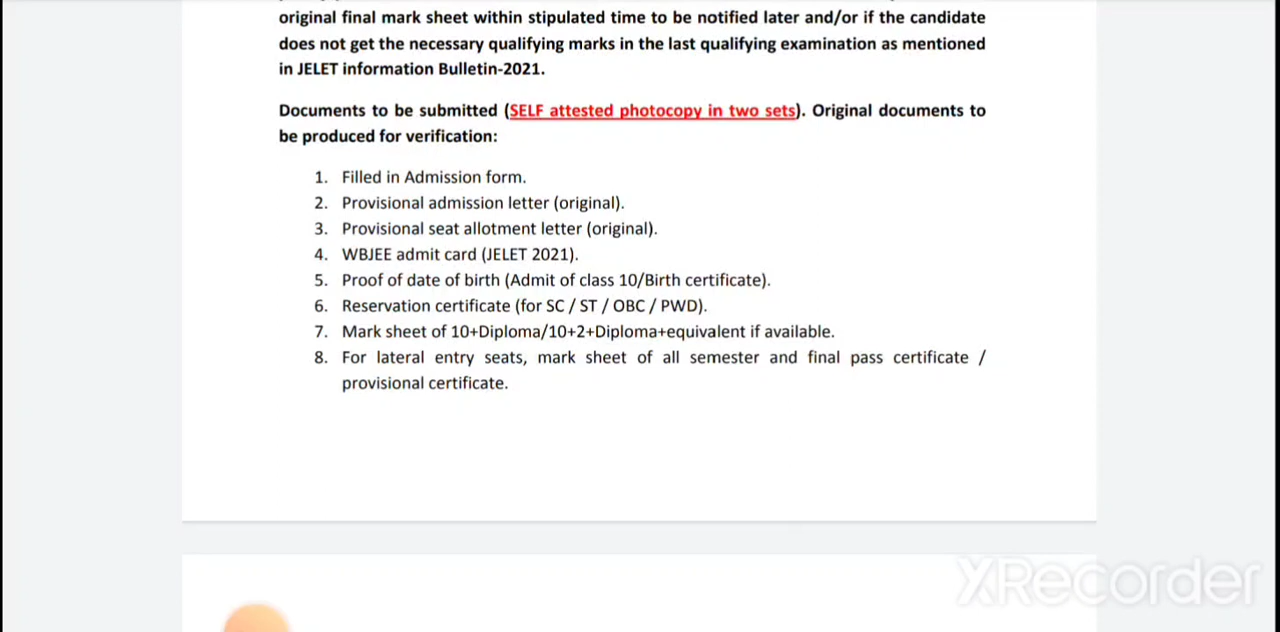 original final mark sheet within stipulated time to be notified later and/or if the candidate
does not get the necessary qualifying marks in the last qualifying examination as mentioned
in JELET information Bulletin-2021.
Documents to be submitted (SELF attested photocopy in two sets). Original documents to
be produced for verification:
1. Filled in Admission form.
2. Provisional admission letter (original).
3. Provisional seat allotment letter (original).
4. WBJEE admit card (JELET 2021).
5. Proof of date of birth (Admit of class 10/Birth certificate).
6. Reservation certificate (for SC / ST / OBC / PWD).
7. Mark sheet of 10+Diploma/10+2+Diploma+equivalent if available.
8. For lateral entry seats, mark sheet of all semester and final pass certificate /
provisional certificate.
XRecorder